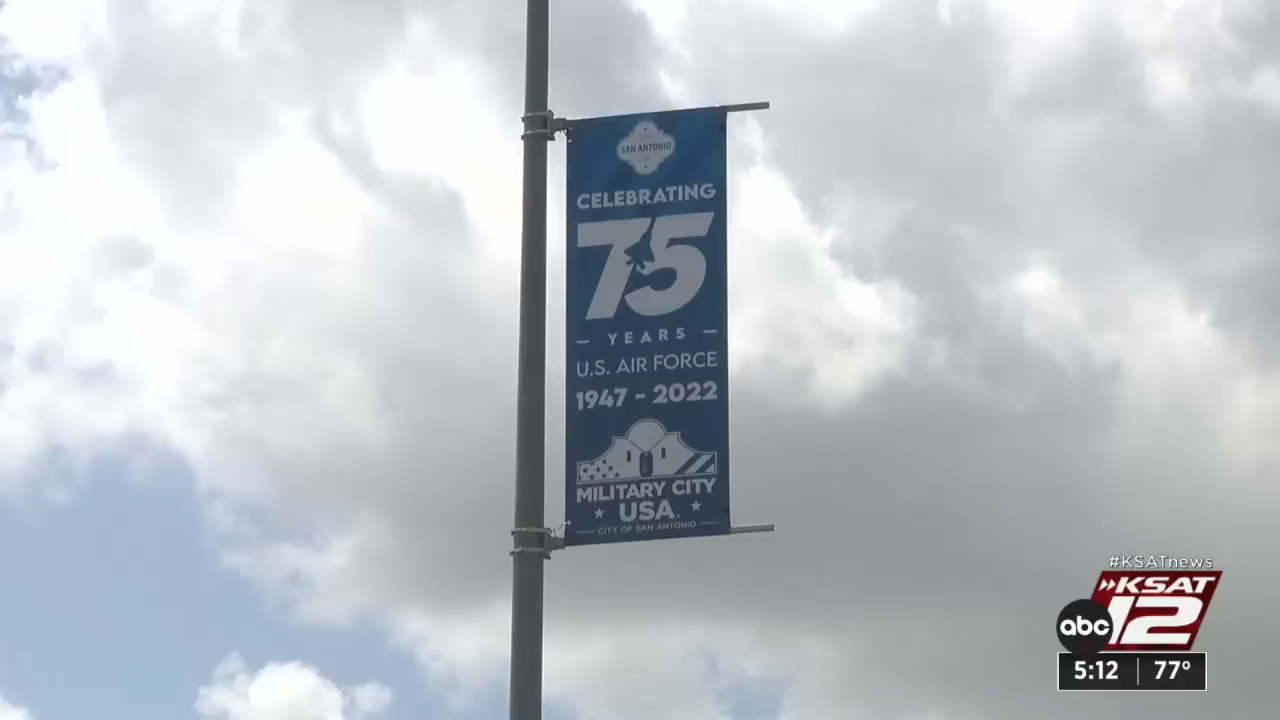 SAN ANTONIO
CELEBRATING
75
YEARS
U.S. AIR FORCE
1947 - 2022
MILITARY CITY
USA
CITY OF SAN ANTONIO
#KSATnews
KSAT
12
abc
5:12 77°